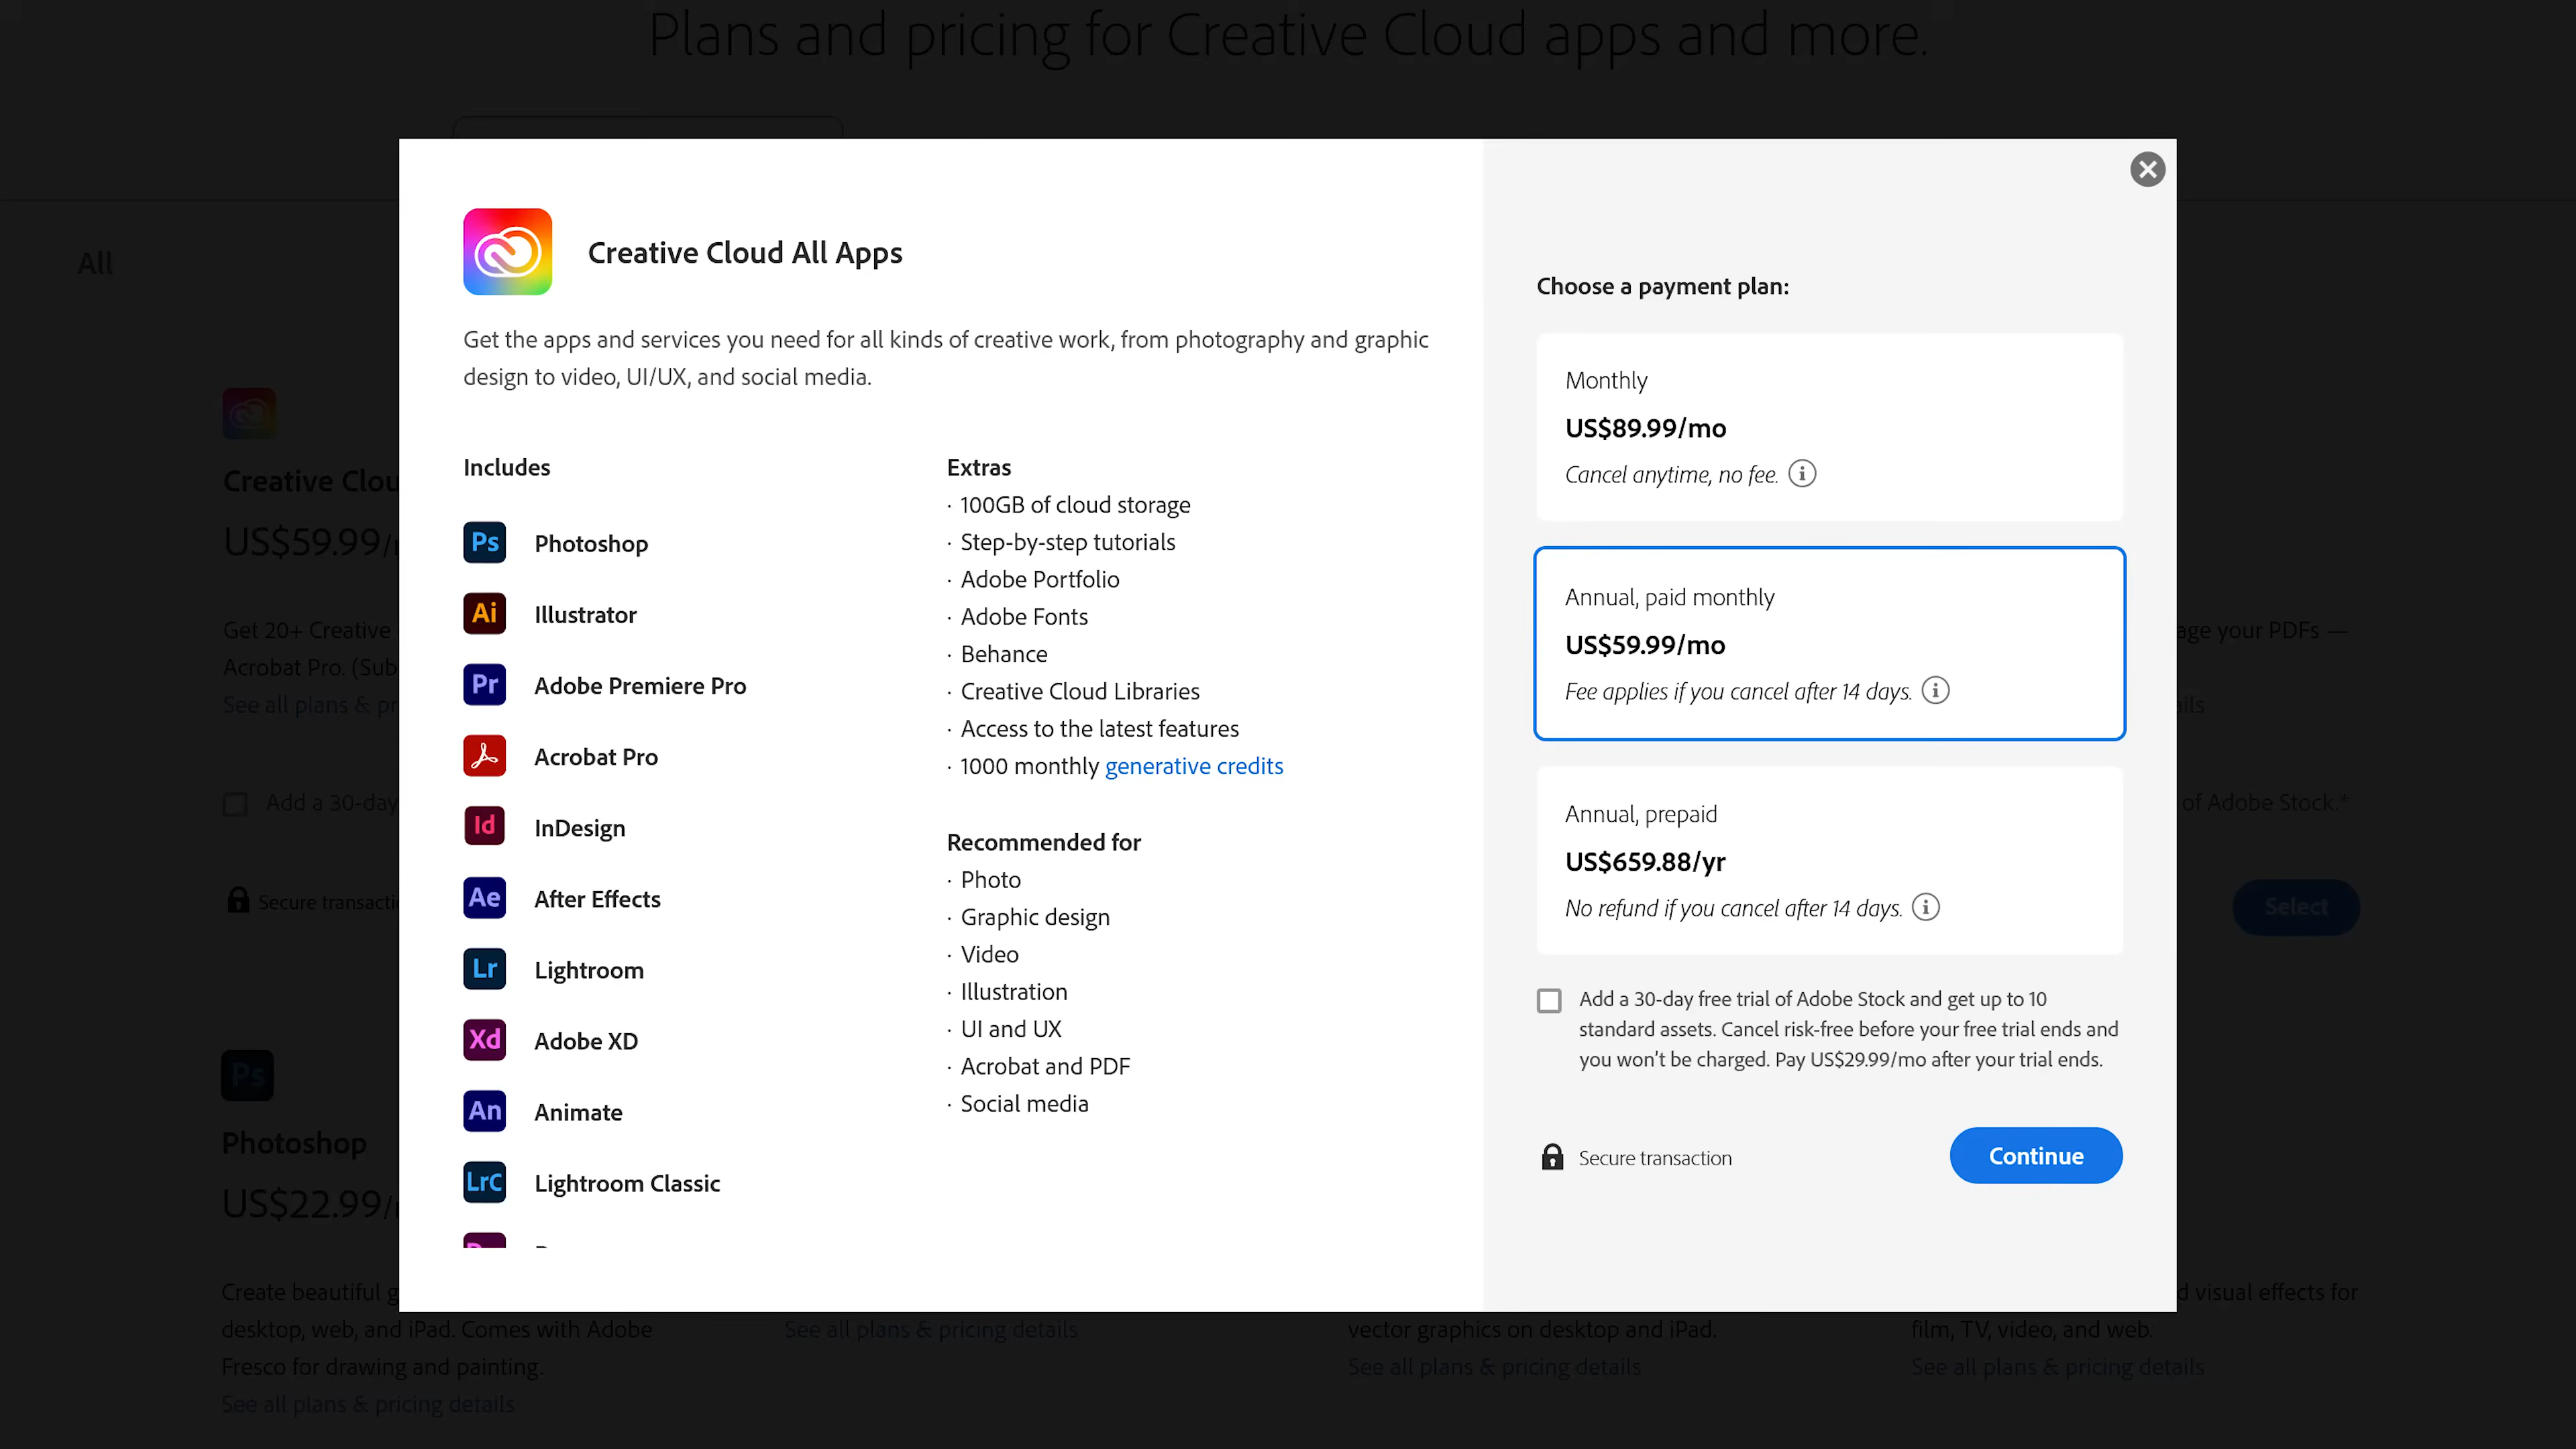 Plans and pricing for Creative Cloud apps and more.
All
Creative Clou
US$59.99/
Get 20+ Creative
Acrobat Pro. (Sub
See all plans & pr
Add a 30-day
Secure transacti
Ps
Photoshop
US$22.99/
Create beautiful g
desktop, web, and iPad. Comes with Adobe
Fresco for drawing and painting.
See all plans & pricing details
Creative Cloud All Apps
Get the apps and services you need for all kinds of creative work, from photography and graphic
design to video, UI/UX, and social media.
Includes
Ps Photoshop
Ai Illustrator
Pr Adobe Premiere Pro
Acrobat Pro
Id InDesign
Ae After Effects
Lr Lightroom
Xd Adobe XD
An Animate
LrC Lightroom Classic
Extras
· 100GB of cloud storage
· Step-by-step tutorials
· Adobe Portfolio
· Adobe Fonts
· Behance
· Creative Cloud Libraries
· Access to the latest features
· 1000 monthly generative credits
Recommended for
· Photo
· Graphic design
· Video
· Illustration
· UI and UX
· Acrobat and PDF
· Social media
Choose a payment plan:
Monthly
US$89.99/mo
Cancel anytime, no fee.
Annual, paid monthly
US$59.99/mo
Fee applies if you cancel after 14 days.
Annual, prepaid
US$659.88/yr
No refund if you cancel after 14 days.
Add a 30-day free trial of Adobe Stock and get up to 10
standard assets. Cancel risk-free before your free trial ends and
you won't be charged. Pay US$29.99/mo after your trial ends.
Secure transaction
Continue
age your PDFs —
ils
of Adobe Stock.*
Select
See all plans & pricing details
vector graphics on desktop and iPad.
See all plans & pricing details
d visual effects for
film, TV, video, and web.
See all plans & pricing details